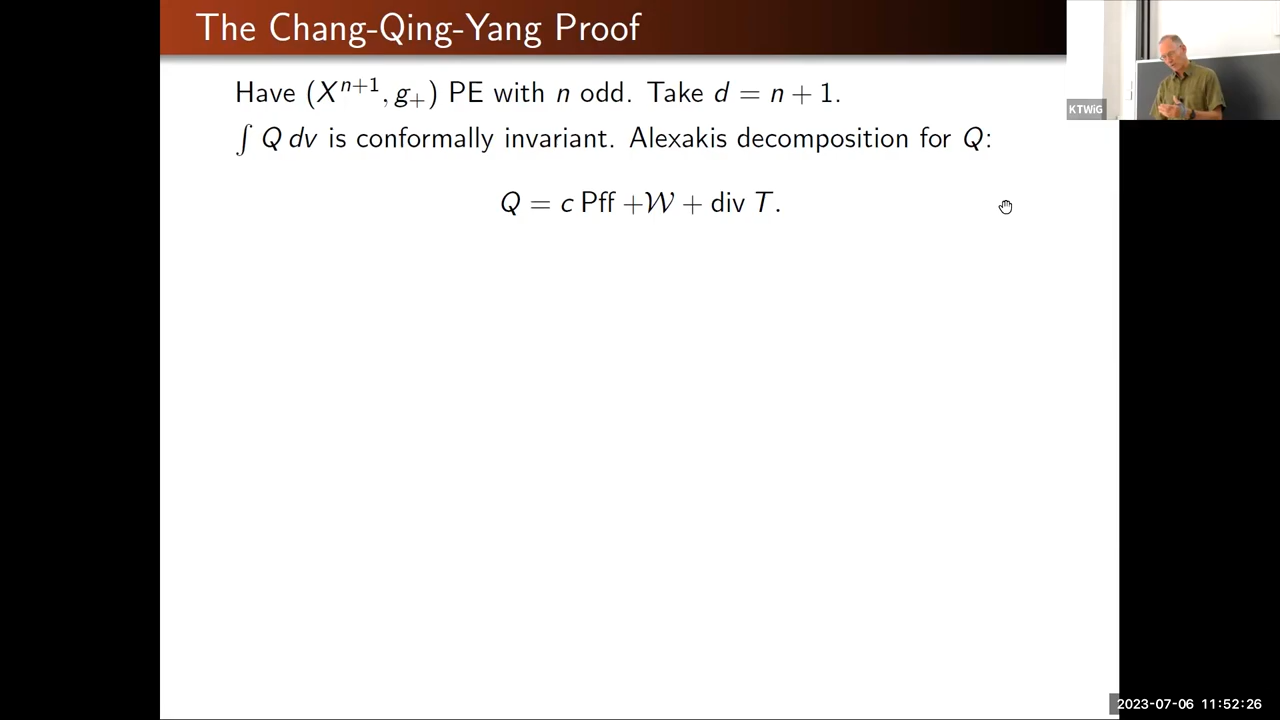 The Chang-Qing-Yang Proof
Have (Xⁿ⁺¹, g₊) PE with n odd. Take d = n + 1.
∫ Q dv is conformally invariant. Alexakis decomposition for Q:
Q = c Pff +𝒲 + div T.
KTWiG
2023-07-06 11:52:26